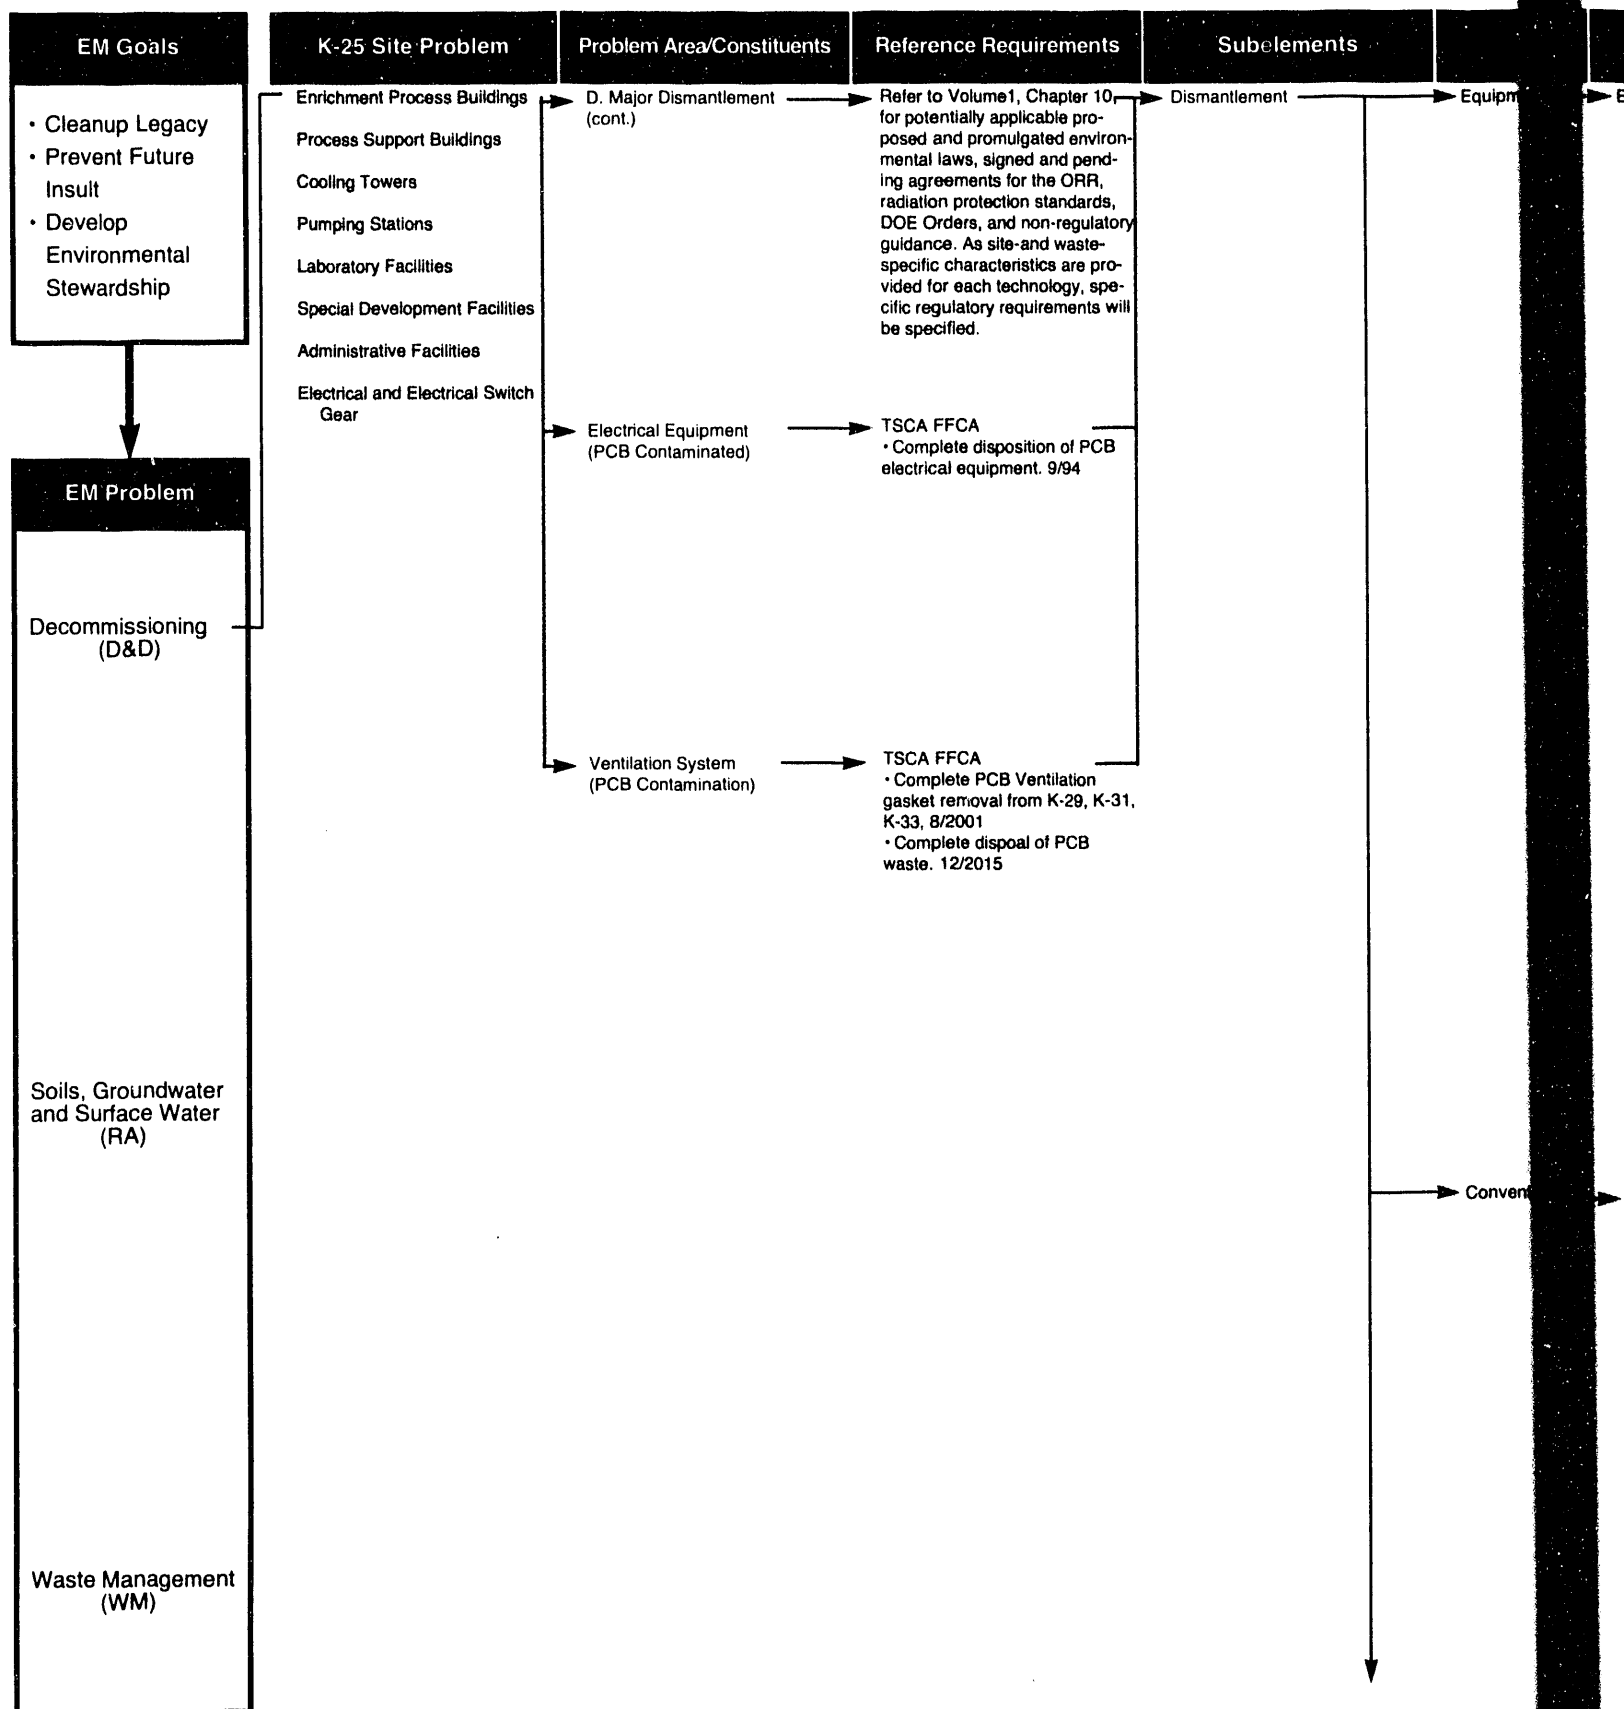 EM Goals
K-25 Site Problem
Problem Area/Constituents
Reference Requirements
Subelements
• Cleanup Legacy
• Prevent Future
Insult
• Develop
Environmental
Stewardship
EM Problem
Decommissioning
(D&D)
Soils, Groundwater
and Surface Water
(RA)
Waste Management
(WM)
Enrichment Process Buildings
Process Support Buildings
Cooling Towers
Pumping Stations
Laboratory Facilities
Special Development Facilities
Administrative Facilities
Electrical and Electrical Switch
Gear
D. Major Dismantlement
(cont.)
Electrical Equipment
(PCB Contaminated)
Ventilation System
(PCB Contamination)
Refer to Volume1, Chapter 10,
for potentially applicable pro-
posed and promulgated environ-
mental laws, signed and pend-
ing agreements for the ORR,
radiation protection standards,
DOE Orders, and non-regulatory
guidance. As site-and waste-
specific characteristics are pro-
vided for each technology, spe-
cific regulatory requirements will
be specified.
TSCA FFCA
• Complete disposition of PCB
electrical equipment. 9/94
TSCA FFCA
• Complete PCB Ventilation
gasket removal from K-29, K-31,
K-33, 8/2001
• Complete dispoal of PCB
waste. 12/2015
Dismantlement